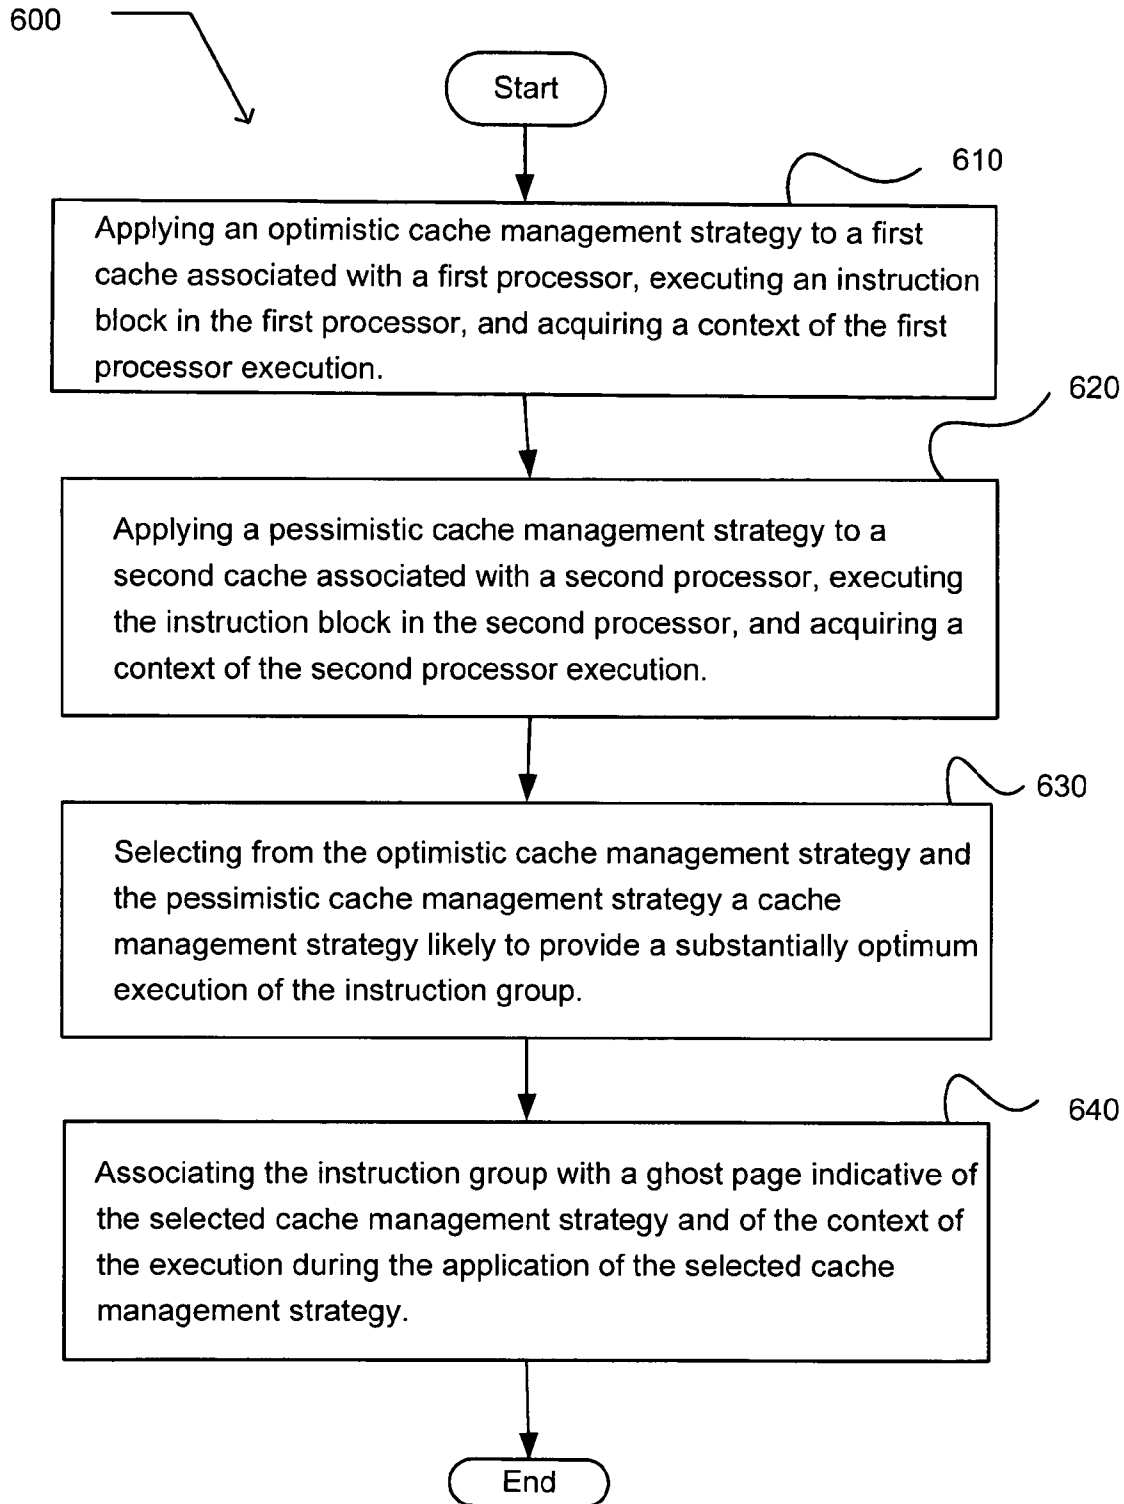 600
Start
610
Applying an optimistic cache management strategy to a first
cache associated with a first processor, executing an instruction
block in the first processor, and acquiring a context of the first
processor execution.
620
Applying a pessimistic cache management strategy to a
second cache associated with a second processor, executing
the instruction block in the second processor, and acquiring a
context of the second processor execution.
630
Selecting from the optimistic cache management strategy and
the pessimistic cache management strategy a cache
management strategy likely to provide a substantially optimum
execution of the instruction group.
640
Associating the instruction group with a ghost page indicative of
the selected cache management strategy and of the context of
the execution during the application of the selected cache
management strategy.
End